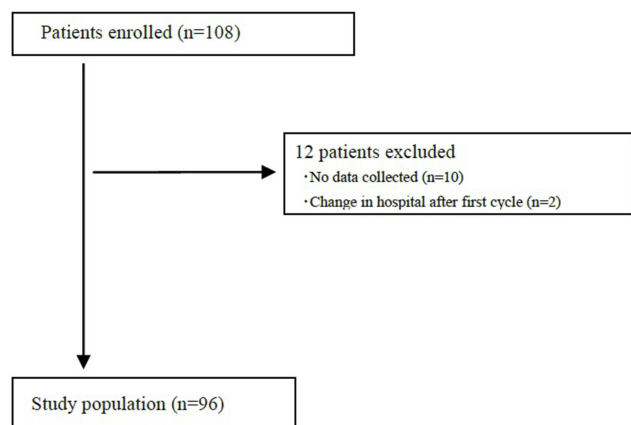 Patients enrolled (n=108)
12 patients excluded
・No data collected (n=10)
・Change in hospital after first cycle (n=2)
Study population (n=96)